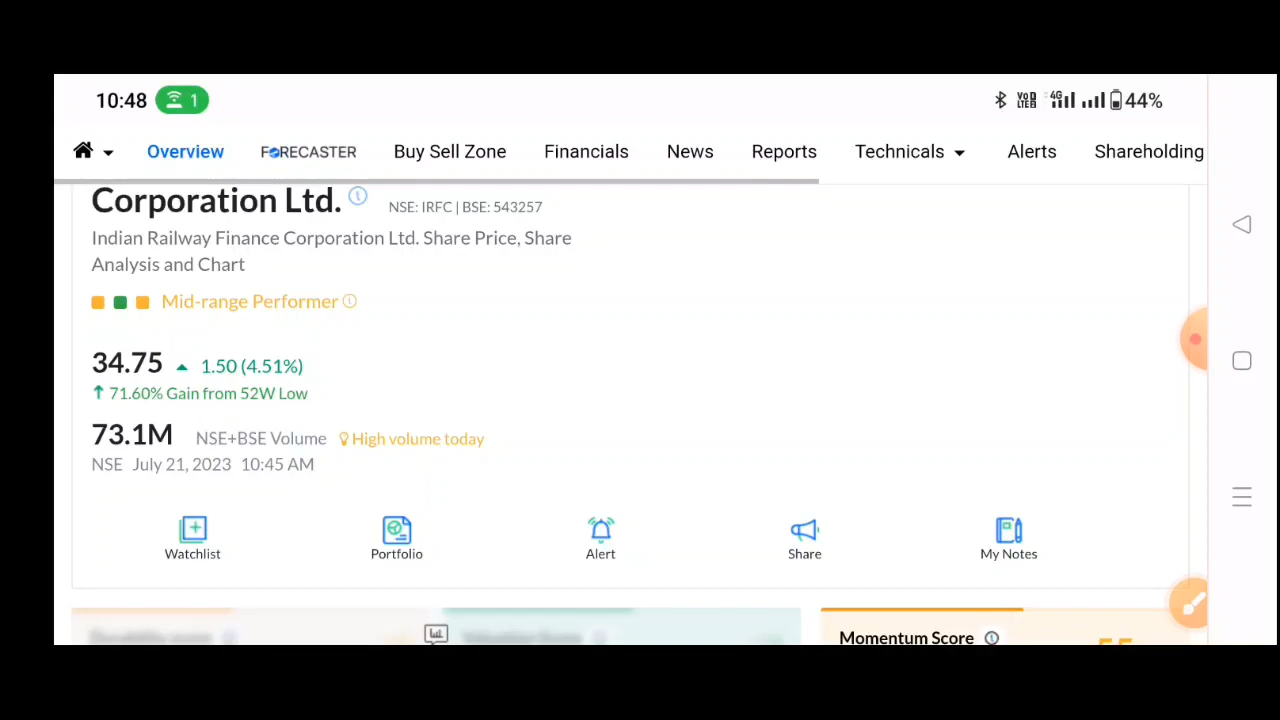 10:48 1 VoD LTE2 4G 44%
Overview FORECASTER Buy Sell Zone Financials News Reports Technicals Alerts Shareholding
Corporation Ltd. NSE: IRFC | BSE: 543257
Indian Railway Finance Corporation Ltd. Share Price, Share
Analysis and Chart
Mid-range Performer
34.75 1.50 (4.51%)
71.60% Gain from 52W Low
73.1M NSE+BSE Volume High volume today
NSE July 21, 2023 10:45 AM
Watchlist Portfolio Alert Share My Notes
Momentum Score